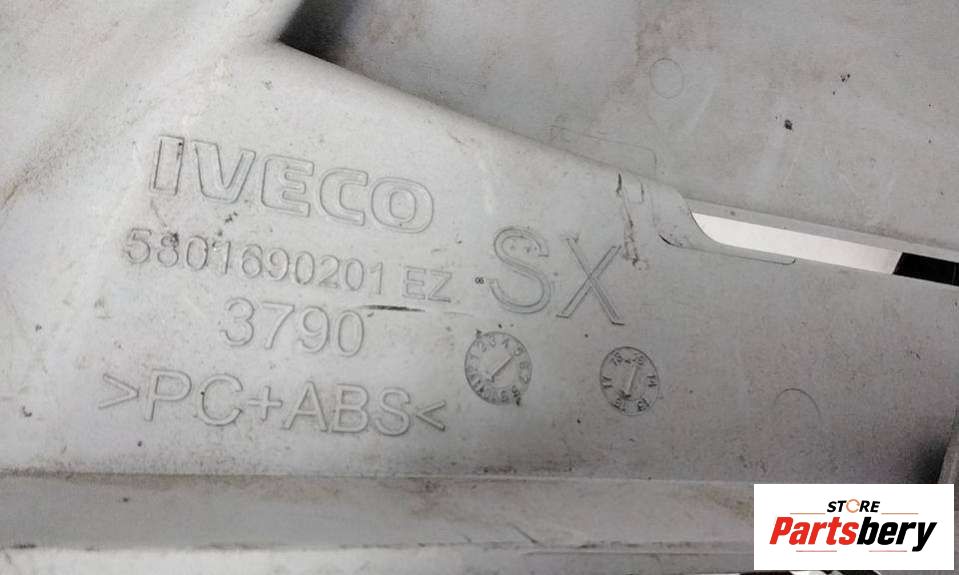 IVECO
5801690201 EZ
SX
3790
>PC+ABS<
STORE
Partsbery